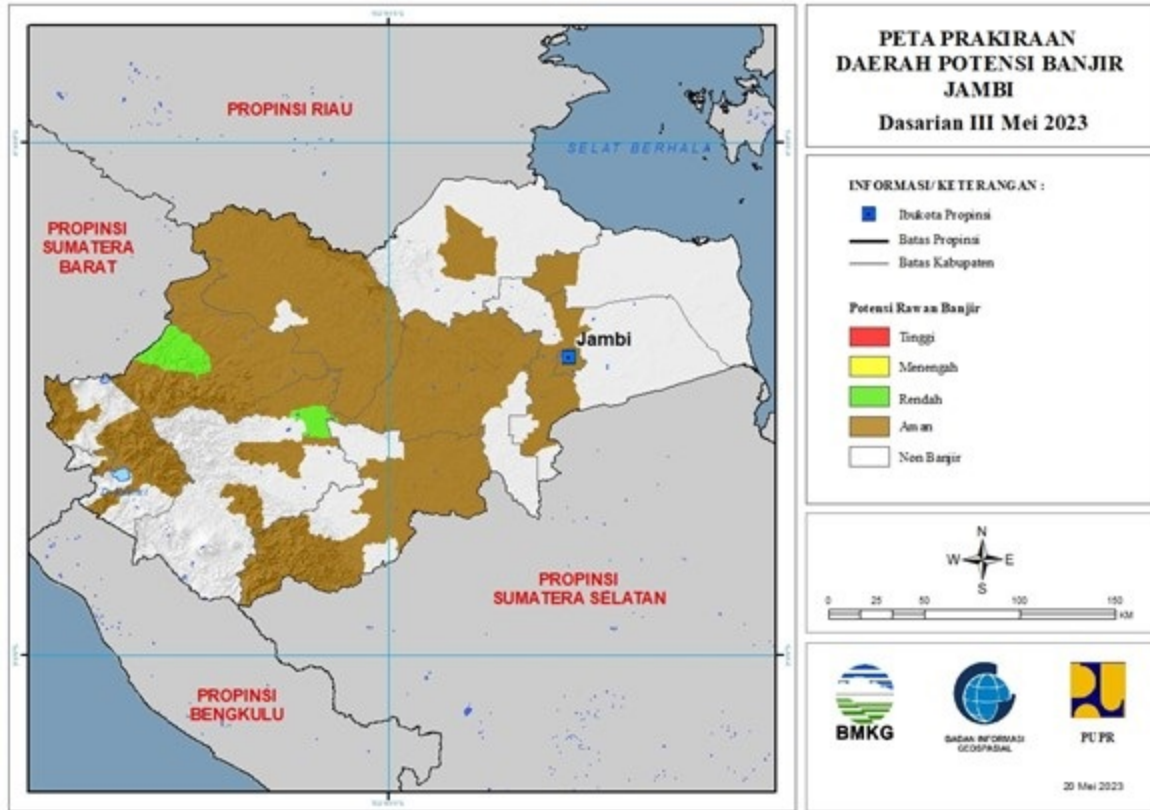 PETA PRAKIRAAN
DAERAH POTENSI BANJIR
JAMBI
Dasarian III Mei 2023
PROPINSI RIAU
SELAT BERHALA
PROPINSI
SUMATERA
BARAT
Jambi
PROPINSI
SUMATERA SELATAN
PROPINSI
BENGKULU
INFORMASI/KETERANGAN :
Ibukota Propinsi
Batas Propinsi
Batas Kabupaten
Potensi Rawan Banjir
Tinggi
Menengah
Rendah
Aman
Non Banjir
N
W E
S
0 25 50 100 150
KM
BMKG
BADAN INFORMASI
GEOSPASIAL
PUPR
20 Mei 2023